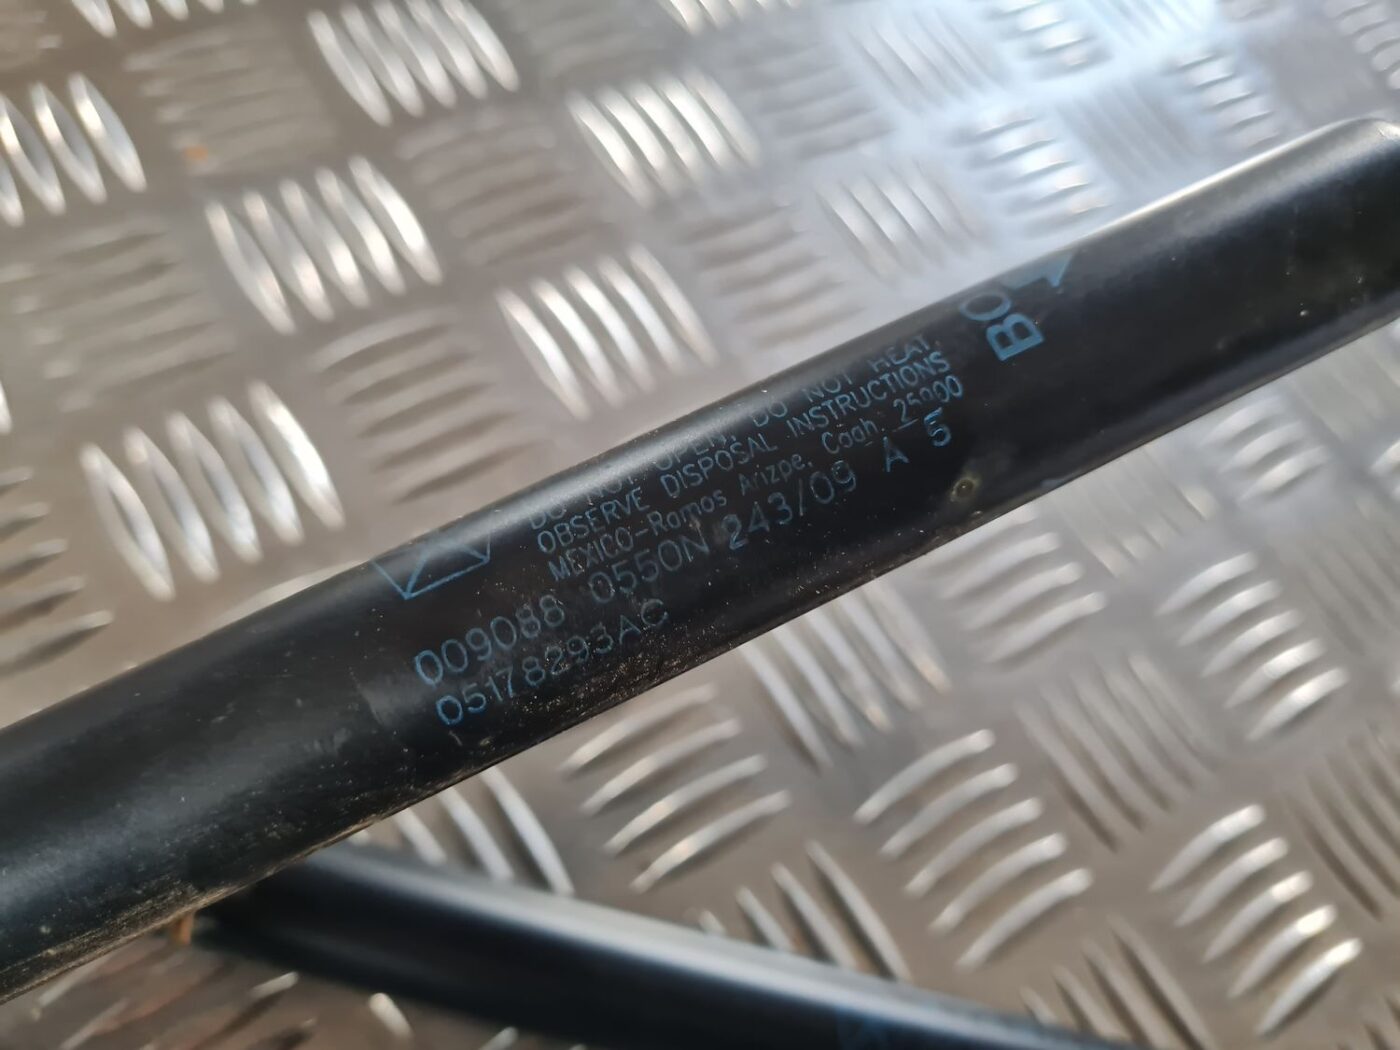 DO NOT OPEN. DO NOT HEAT.
OBSERVE DISPOSAL INSTRUCTIONS
MEXICO-Ramos Arizpe, Coah. 25900
009088 0550N 243/09 A 5
05178293AC